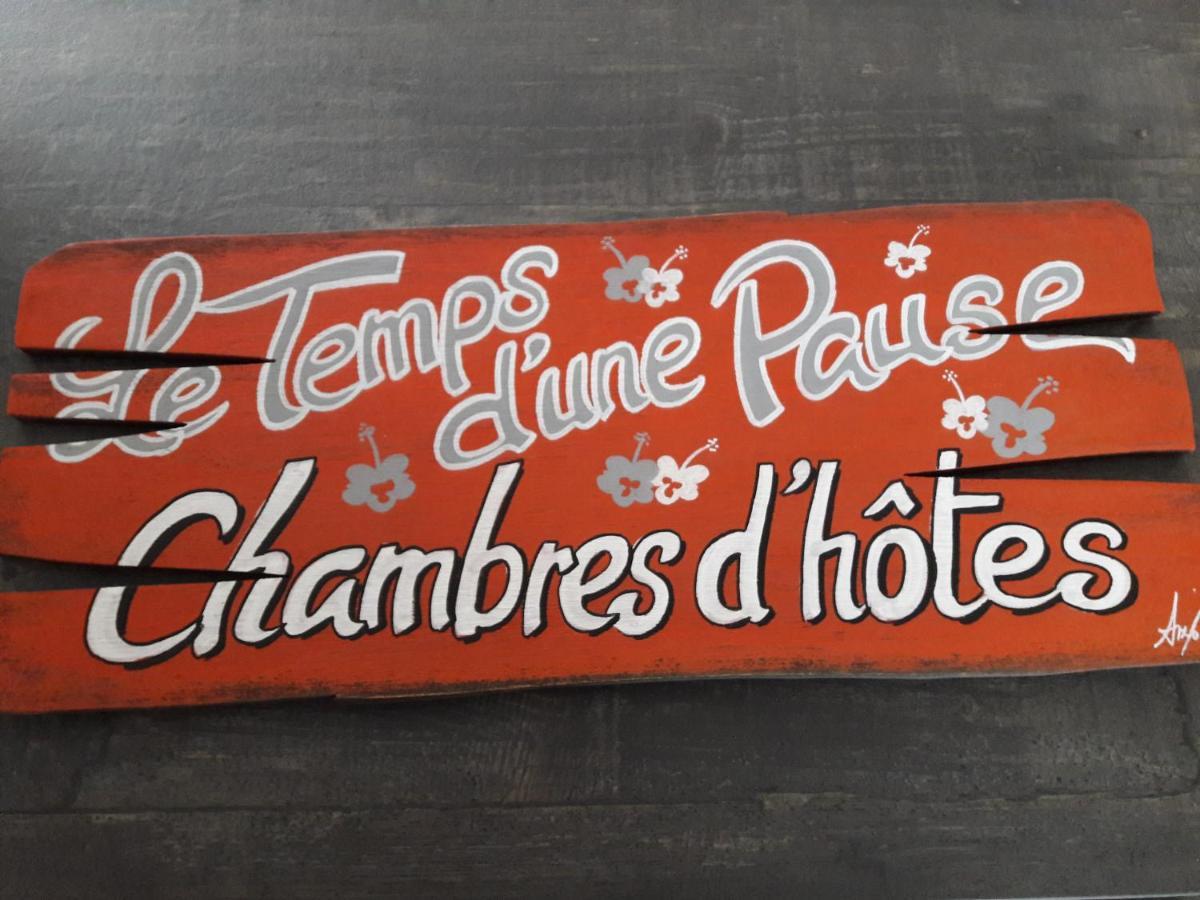 Le Temps d'une Pause
Chambres d'hôtes